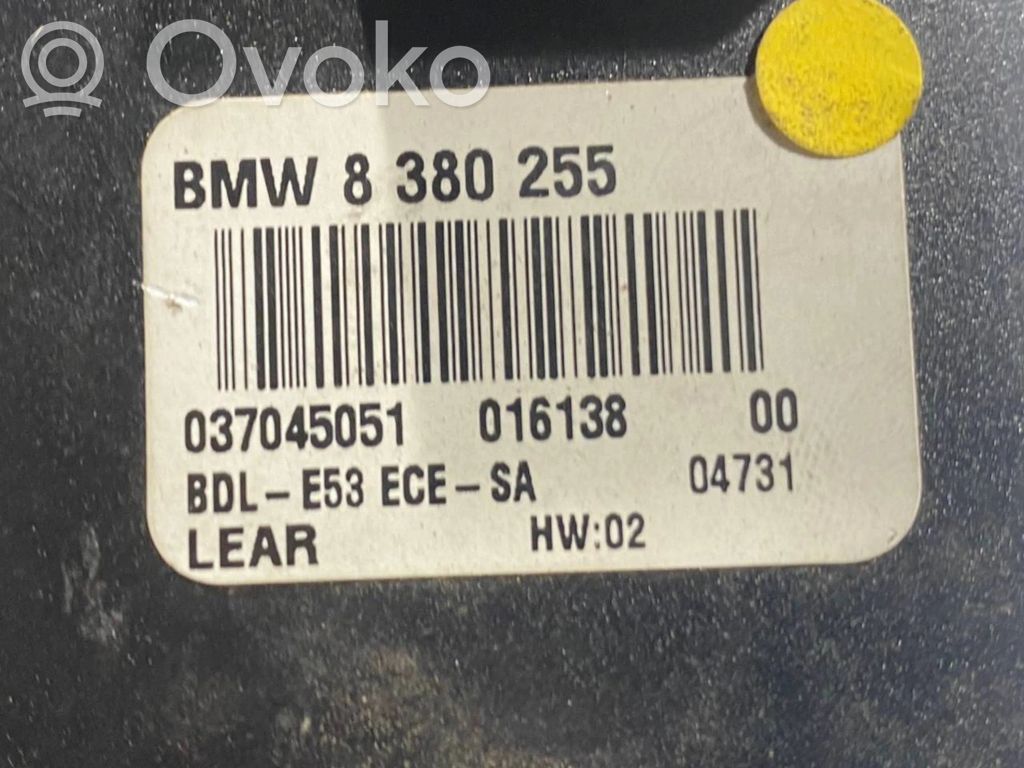 Ovoko
BMW 8 380 255
037045051 016138 00
BDL - E53 ECE - SA 04731
LEAR HW:02